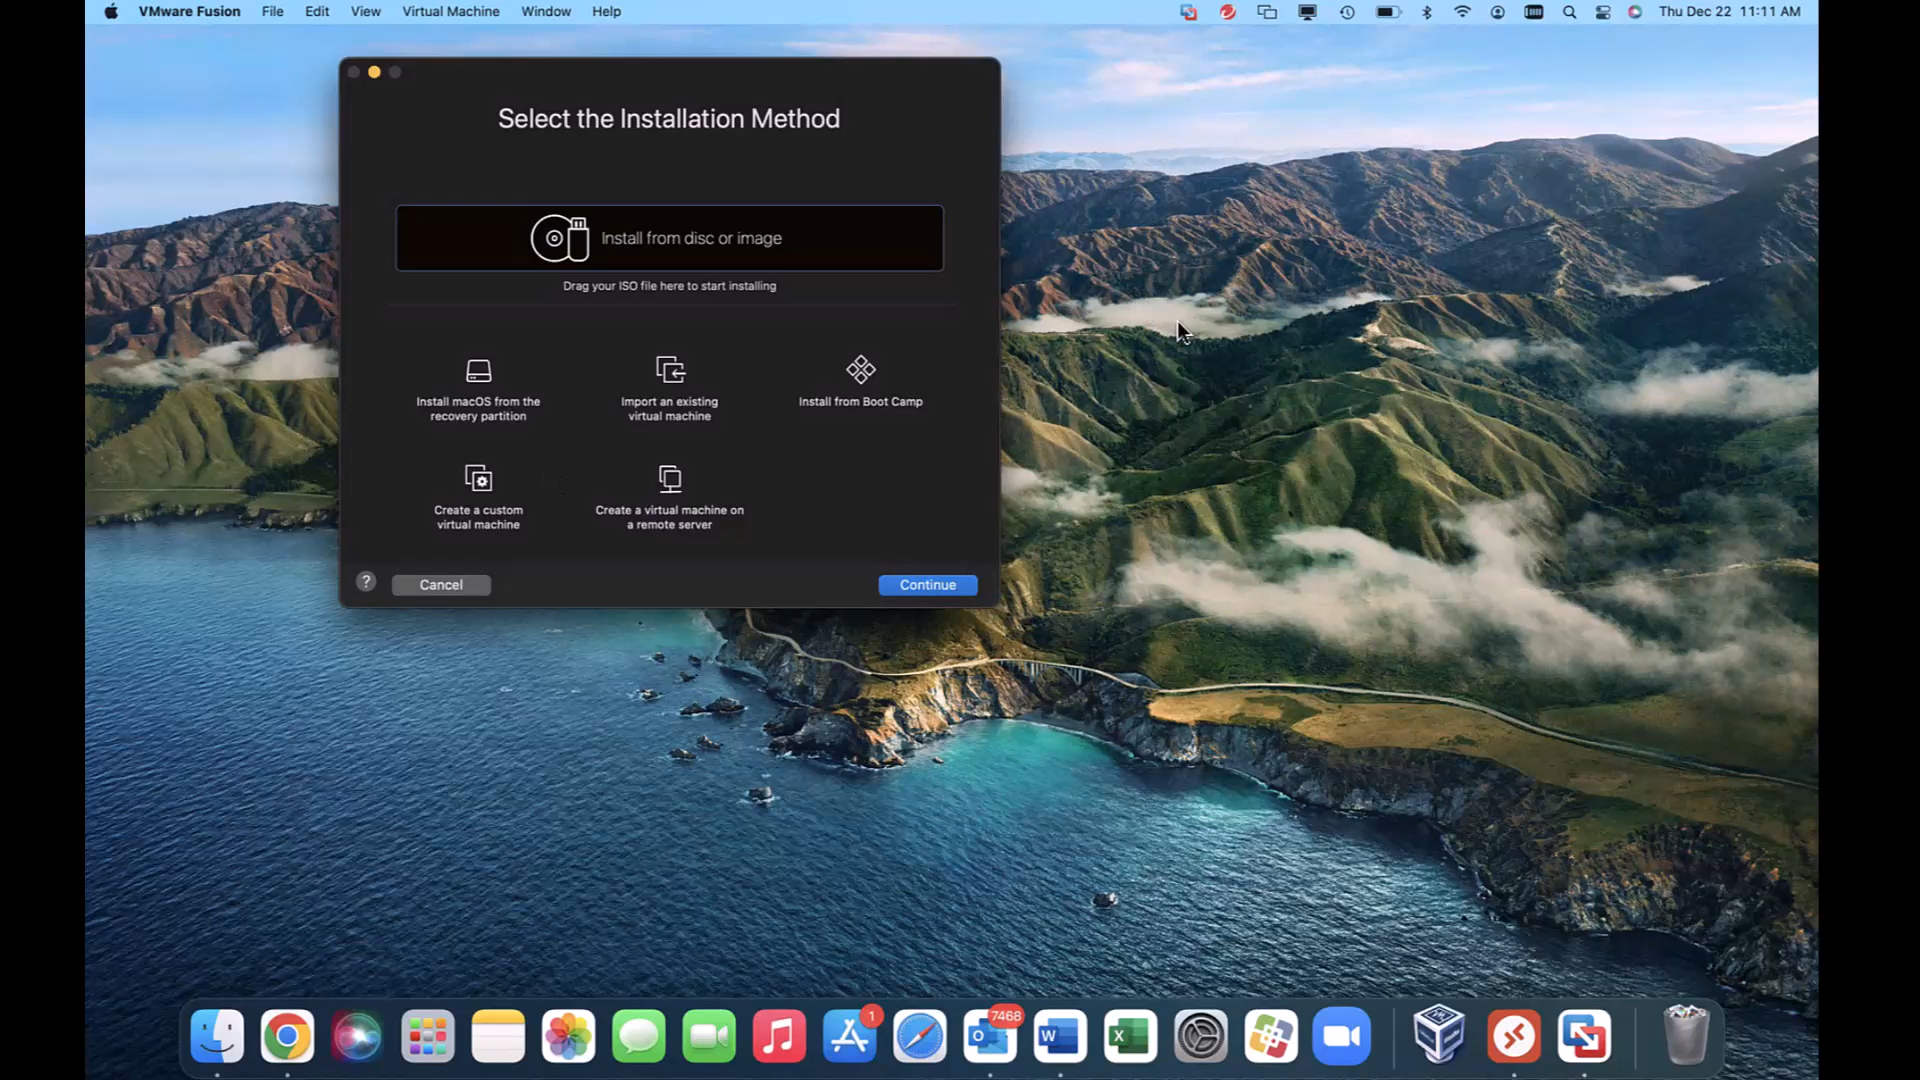 VMware Fusion File Edit View Virtual Machine Window Help Thu Dec 22 11:11 AM
Select the Installation Method
Install from disc or image
Drag your ISO file here to start installing
Install macOS from the
recovery partition
Import an existing
virtual machine
Install from Boot Camp
Create a custom
virtual machine
Create a virtual machine on
a remote server
? Cancel Continue
1
7468
O
W
X